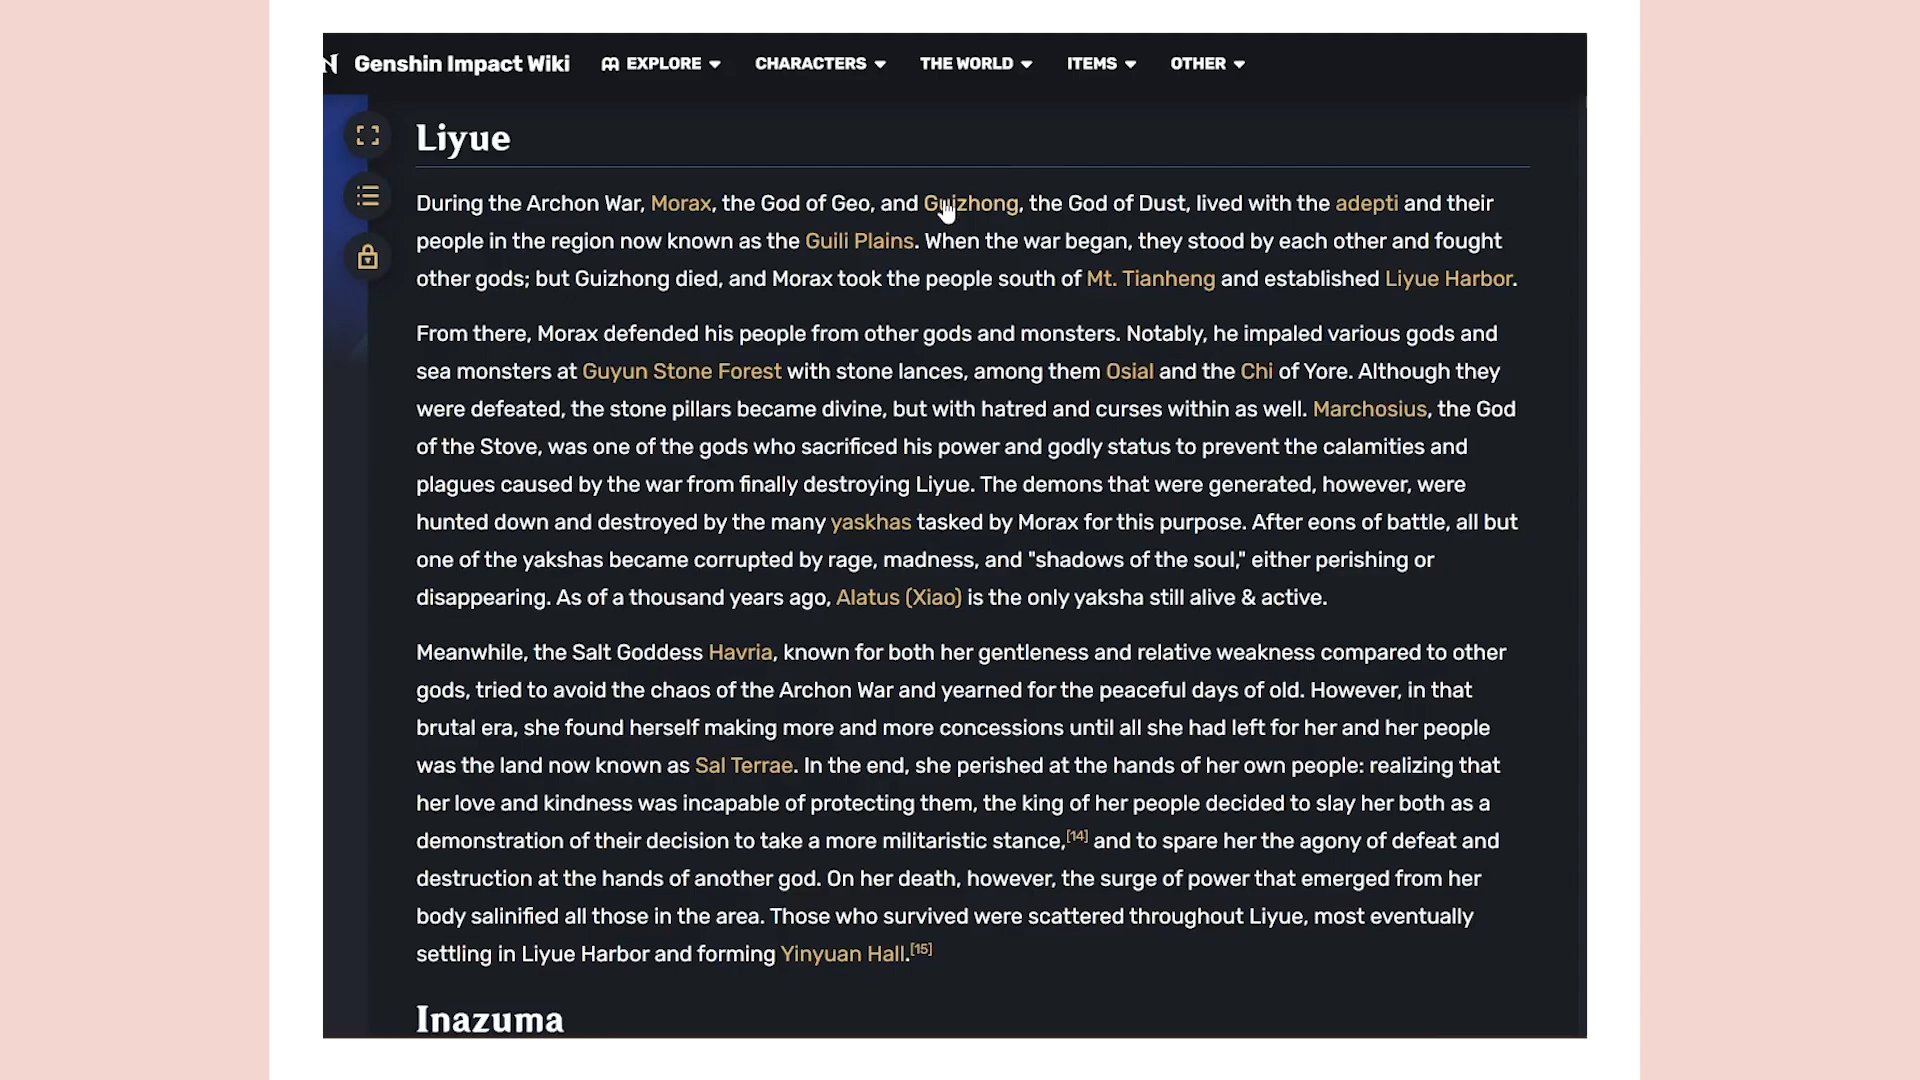 Genshin Impact Wiki EXPLORE CHARACTERS THE WORLD ITEMS OTHER
Liyue
During the Archon War, Morax, the God of Geo, and Guizhong, the God of Dust, lived with the adepti and their
people in the region now known as the Guili Plains. When the war began, they stood by each other and fought
other gods; but Guizhong died, and Morax took the people south of Mt. Tianheng and established Liyue Harbor.
From there, Morax defended his people from other gods and monsters. Notably, he impaled various gods and
sea monsters at Guyun Stone Forest with stone lances, among them Osial and the Chi of Yore. Although they
were defeated, the stone pillars became divine, but with hatred and curses within as well. Marchosius, the God
of the Stove, was one of the gods who sacrificed his power and godly status to prevent the calamities and
plagues caused by the war from finally destroying Liyue. The demons that were generated, however, were
hunted down and destroyed by the many yaskhas tasked by Morax for this purpose. After eons of battle, all but
one of the yakshas became corrupted by rage, madness, and "shadows of the soul," either perishing or
disappearing. As of a thousand years ago, Alatus (Xiao) is the only yaksha still alive & active.
Meanwhile, the Salt Goddess Havria, known for both her gentleness and relative weakness compared to other
gods, tried to avoid the chaos of the Archon War and yearned for the peaceful days of old. However, in that
brutal era, she found herself making more and more concessions until all she had left for her and her people
was the land now known as Sal Terrae. In the end, she perished at the hands of her own people: realizing that
her love and kindness was incapable of protecting them, the king of her people decided to slay her both as a
demonstration of their decision to take a more militaristic stance,[14] and to spare her the agony of defeat and
destruction at the hands of another god. On her death, however, the surge of power that emerged from her
body salinified all those in the area. Those who survived were scattered throughout Liyue, most eventually
settling in Liyue Harbor and forming Yinyuan Hall.[15]
Inazuma